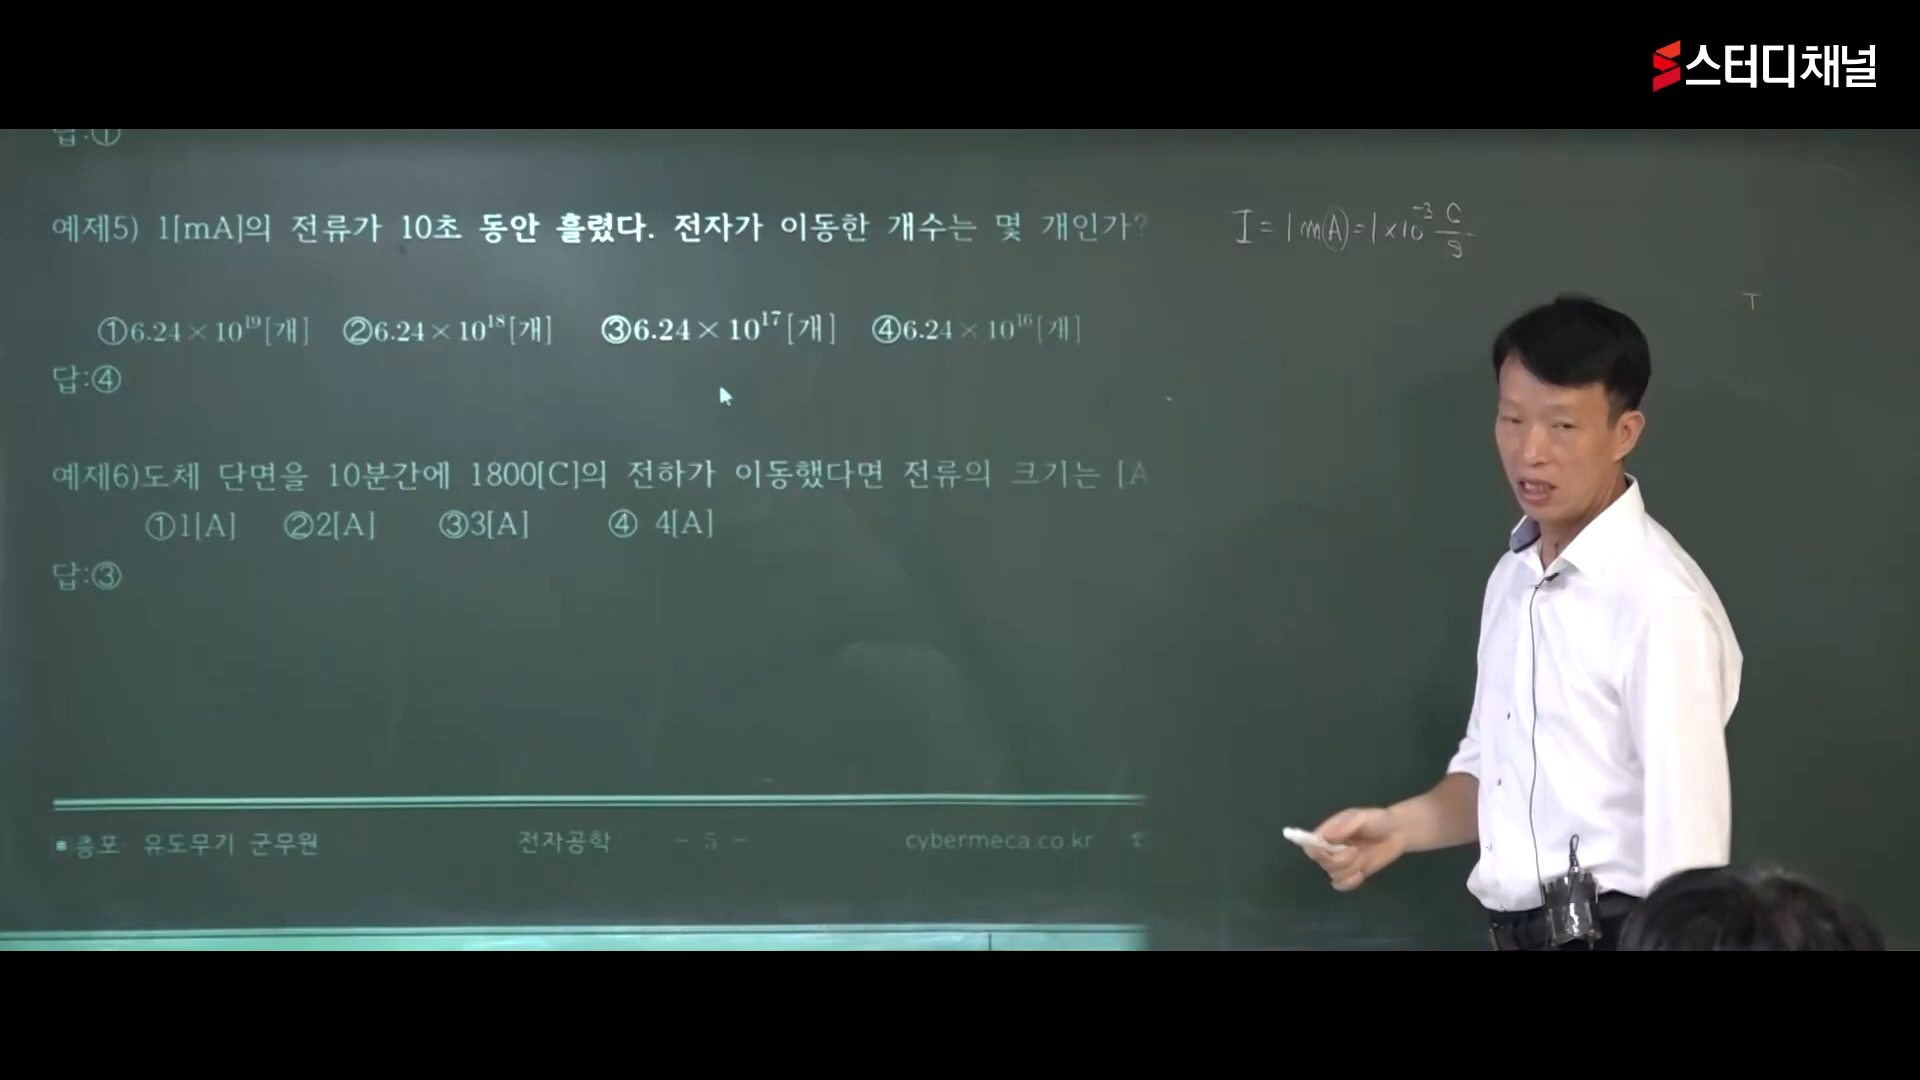 스터디채널
답:①
예제5) 1[mA]의 전류가 10초 동안 흘렸다. 전자가 이동한 개수는 몇 개인가?
I = 1m(A) = 1×10⁻³ C/S
①6.24×10¹⁹[개] ②6.24×10¹⁸[개] ③6.24×10¹⁷[개] ④6.24×10¹⁶[개]
답:④
예제6)도체 단면을 10분간에 1800[C]의 전하가 이동했다면 전류의 크기는 [A
①1[A] ②2[A] ③3[A] ④ 4[A]
답:③
▪총포· 유도무기 군무원 전자공학 - 5 - cybermeca.co.kr